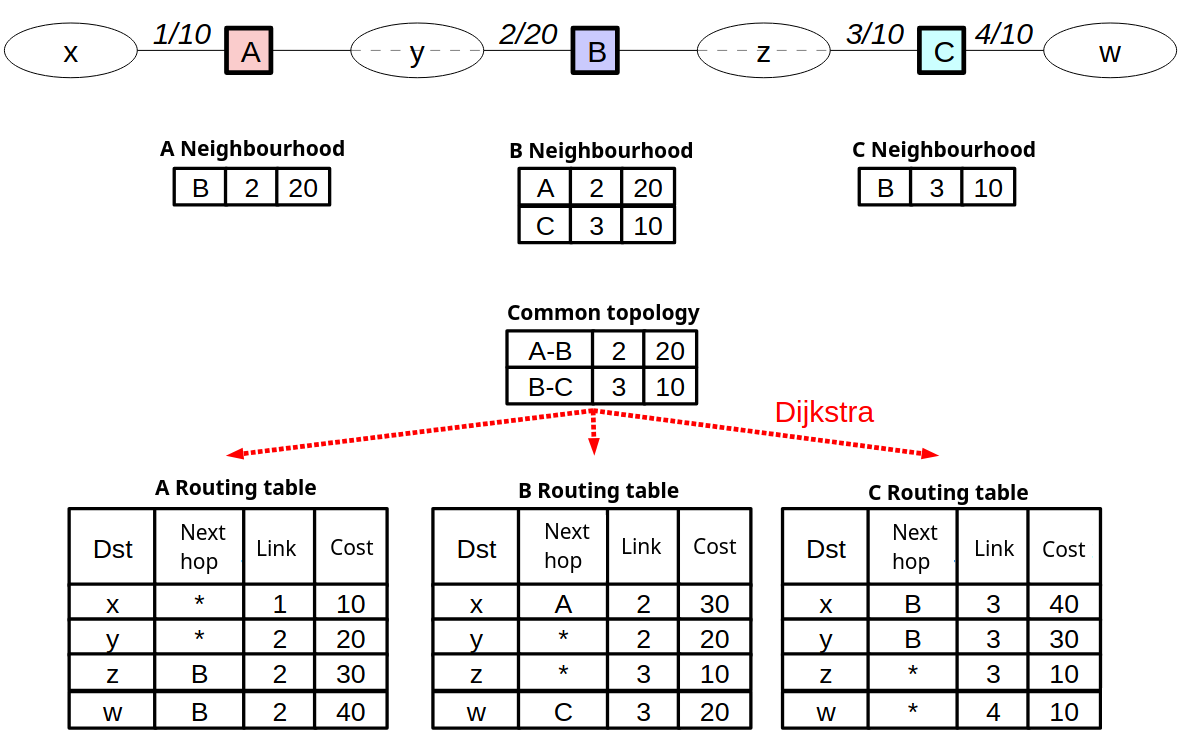 x 1/10 A y 2/20 B z 3/10 C 4/10 w
A Neighbourhood
B 2 20
B Neighbourhood
A 2 20
C 3 10
C Neighbourhood
B 3 10
Common topology
A-B 2 20
B-C 3 10
Dijkstra
A Routing table
Dst Next hop Link Cost
x * 1 10
y * 2 20
z B 2 30
w B 2 40
B Routing table
Dst Next hop Link Cost
x A 2 30
y * 2 20
z * 3 10
w C 3 20
C Routing table
Dst Next hop Link Cost
x B 3 40
y B 3 30
z * 3 10
w * 4 10